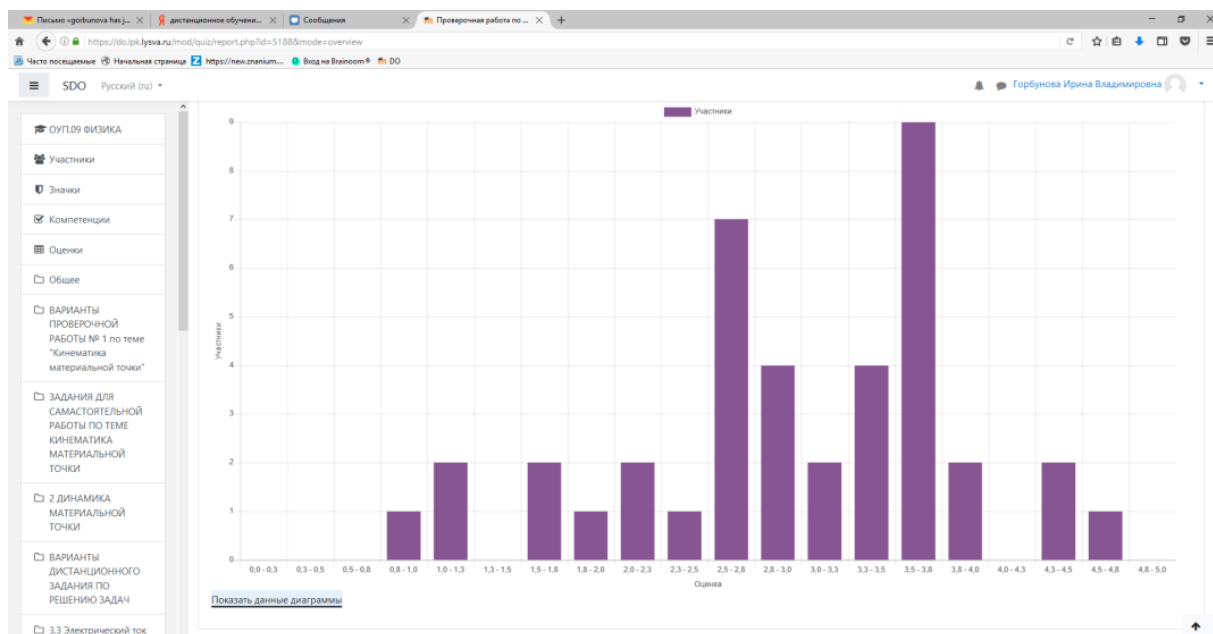 Письмо «gorbunova has j...
дистанционное обучени...
Сообщения
Проверочная работа по ...
https://do.lpk.lysva.ru/mod/quiz/report.php?id=5188&mode=overview
Часто посещаемые
Начальная страница
https://new.znanium....
Вход на Brainoom®
DO
SDO
Русский (ru)
Горбунова Ирина Владимировна
ОУП.09 ФИЗИКА
Участники
Значки
Компетенции
Оценки
Общее
ВАРИАНТЫ
ПРОВЕРОЧНОЙ
РАБОТЫ № 1 по теме
"Кинематика
материальной точки"
ЗАДАНИЯ ДЛЯ
САМАСТОЯТЕЛЬНОЙ
РАБОТЫ ПО ТЕМЕ
КИНЕМАТИКА
МАТЕРИАЛЬНОЙ
ТОЧКИ
2 ДИНАМИКА
МАТЕРИАЛЬНОЙ
ТОЧКИ
ВАРИАНТЫ
ДИСТАНЦИОННОГО
ЗАДАНИЯ ПО
РЕШЕНИЮ ЗАДАЧ
3.3 Электрический ток
Участники
9
8
7
6
5
4
3
2
1
0
Участники
0,0 - 0,3 0,3 - 0,5 0,5 - 0,8 0,8 - 1,0 1,0 - 1,3 1,3 - 1,5 1,5 - 1,8 1,8 - 2,0 2,0 - 2,3 2,3 - 2,5 2,5 - 2,8 2,8 - 3,0 3,0 - 3,3 3,3 - 3,5 3,5 - 3,8 3,8 - 4,0 4,0 - 4,3 4,3 - 4,5 4,5 - 4,8 4,8 - 5,0
Оценка
Показать данные диаграммы